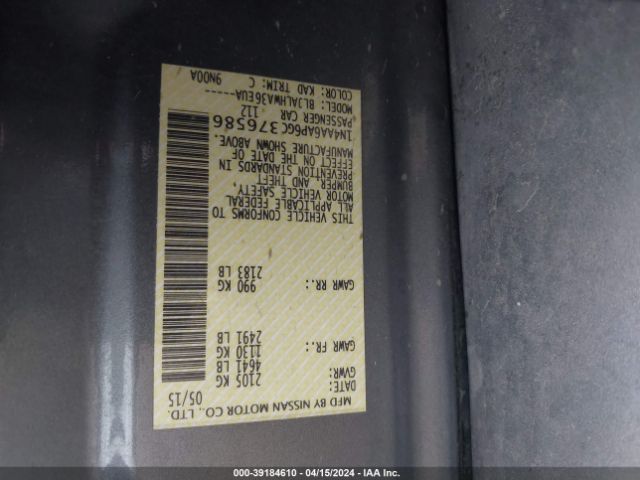 MFD BY NISSAN MOTOR CO., LTD.
DATE: 05/15
GVWR: 2105 KG
4641 LB
GAWR FR: 1130 KG
2491 LB
GAWR RR: 990 KG
2183 LB
THIS VEHICLE CONFORMS TO
ALL APPLICABLE FEDERAL
MOTOR VEHICLE SAFETY,
BUMPER, AND THEFT
PREVENTION STANDARDS IN
EFFECT ON THE DATE OF
MANUFACTURE SHOWN ABOVE.
1N4AA6AP6GC376586
PASSENGER CAR 112
MODEL: BLJALHWA36EUA-----
COLOR: KAD TRIM: C 9N00A
000-39184610 - 04/15/2024 - IAA Inc.